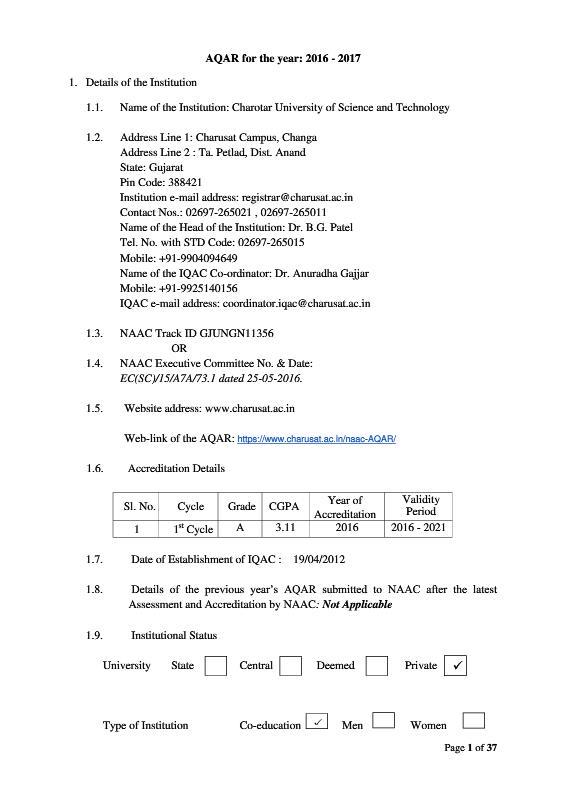 AQAR for the year: 2016 - 2017
1. Details of the Institution
1.1. Name of the Institution: Charotar University of Science and Technology
1.2. Address Line 1: Charusat Campus, Changa
Address Line 2 : Ta. Petlad, Dist. Anand
State: Gujarat
Pin Code: 388421
Institution e-mail address: registrar@charusat.ac.in
Contact Nos.: 02697-265021 , 02697-265011
Name of the Head of the Institution: Dr. B.G. Patel
Tel. No. with STD Code: 02697-265015
Mobile: +91-9904094649
Name of the IQAC Co-ordinator: Dr. Anuradha Gajjar
Mobile: +91-9925140156
IQAC e-mail address: coordinator.iqac@charusat.ac.in
1.3. NAAC Track ID GJUNGN11356
OR
1.4. NAAC Executive Committee No. & Date:
EC(SC)/15/A7A/73.1 dated 25-05-2016.
1.5. Website address: www.charusat.ac.in
Web-link of the AQAR: https://www.charusat.ac.in/naac-AQAR/
1.6. Accreditation Details
Sl. No. Cycle Grade CGPA Year of Accreditation Validity Period
1 1st Cycle A 3.11 2016 2016 - 2021
1.7. Date of Establishment of IQAC : 19/04/2012
1.8. Details of the previous year's AQAR submitted to NAAC after the latest
Assessment and Accreditation by NAAC: Not Applicable
1.9. Institutional Status
University State Central Deemed Private ✓
Type of Institution Co-education ✓ Men Women
Page 1 of 37